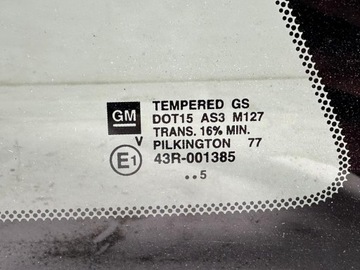 GM TEMPERED GS
DOT15 AS3 M127
TRANS. 16% MIN.
V PILKINGTON 77
E1 43R-001385
..5